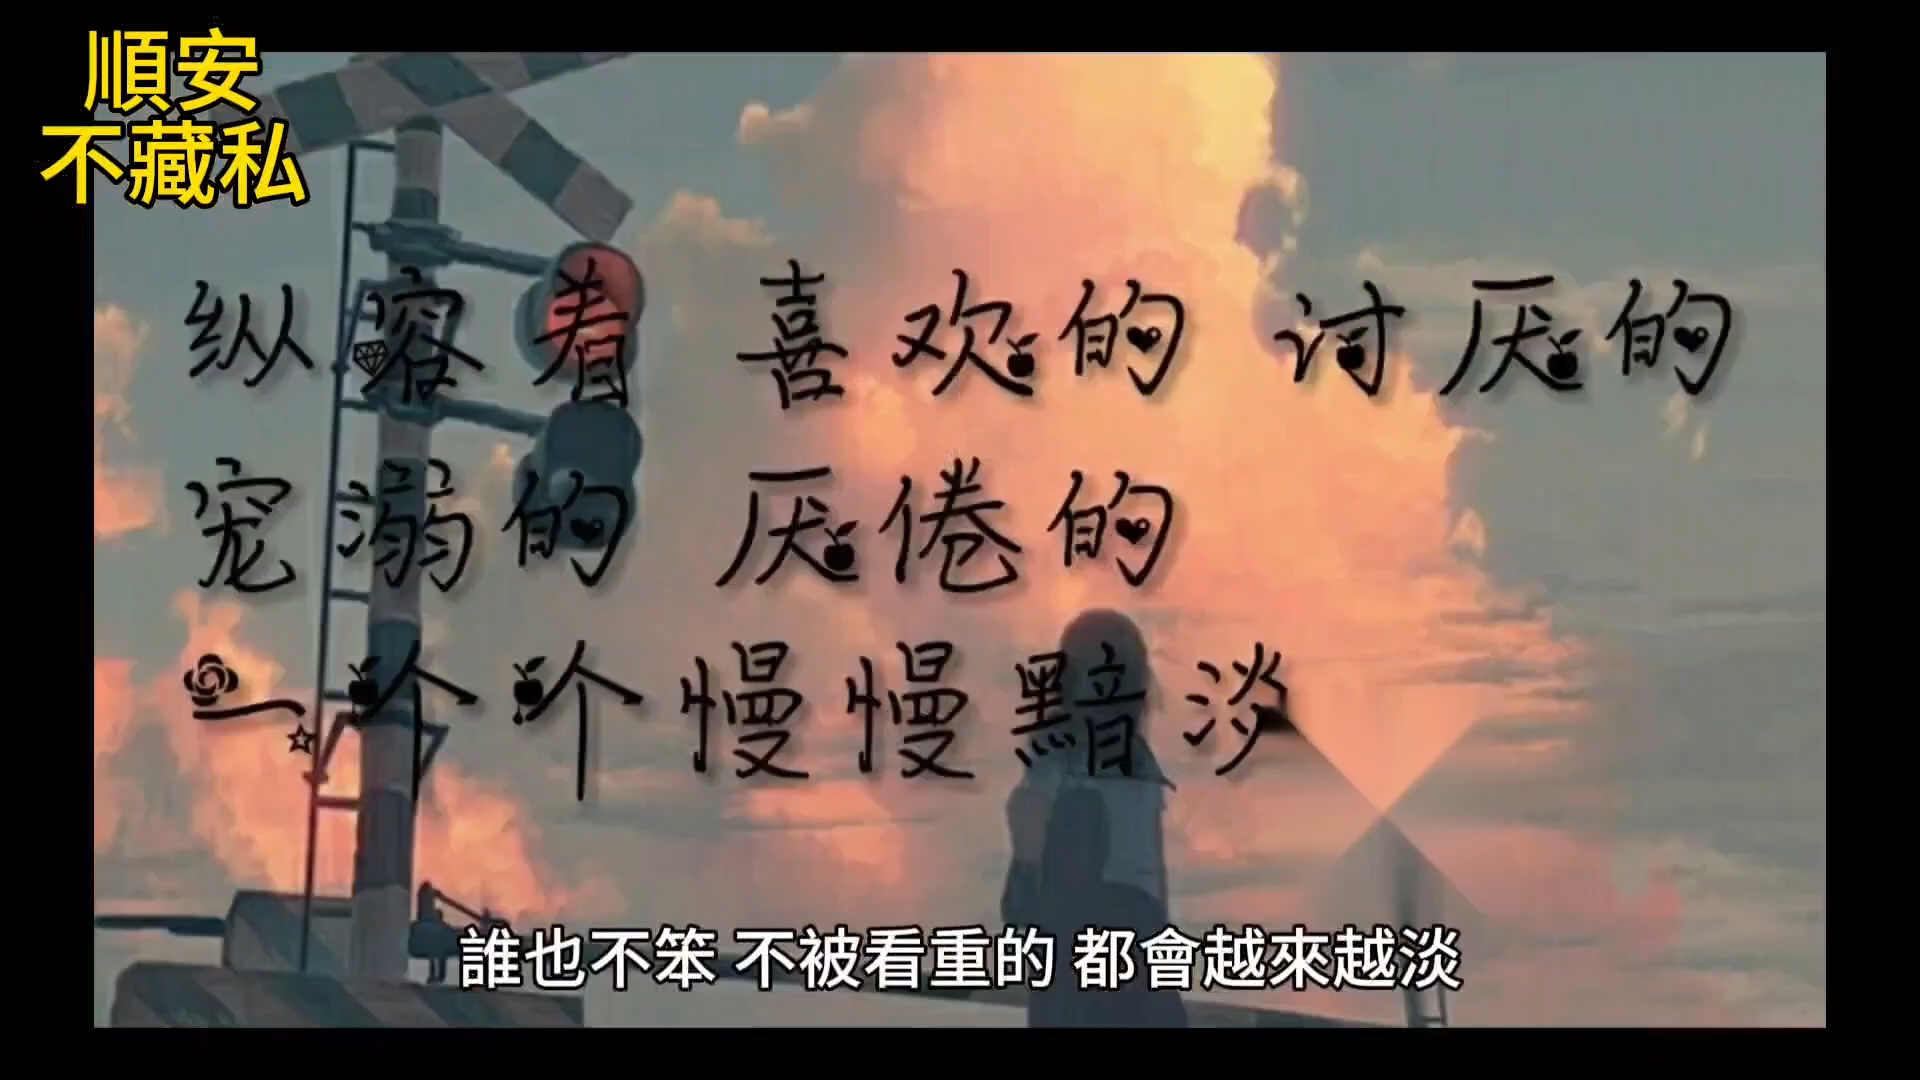 順安
不藏私
纵容着 喜欢的 讨厌的
宠溺的 厌倦的
一个个慢慢黯淡
誰也不笨 不被看重的 都會越來越淡